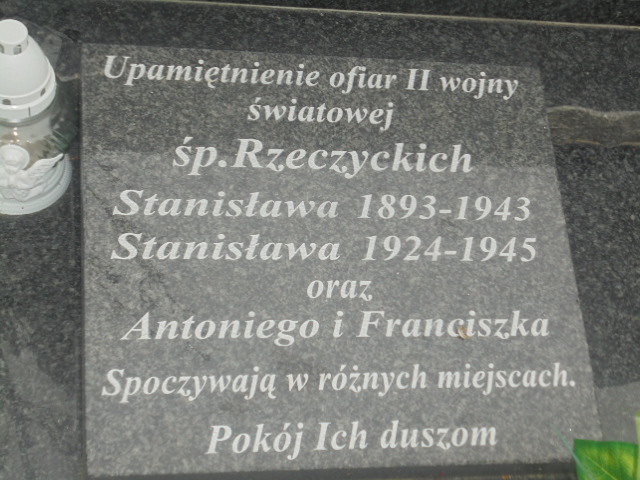 Upamiętnienie ofiar II wojny
światowej
śp.Rzeczyckich
Stanisława 1893-1943
Stanisława 1924-1945
oraz
Antoniego i Franciszka
Spoczywają w różnych miejscach.
Pokój Ich duszom